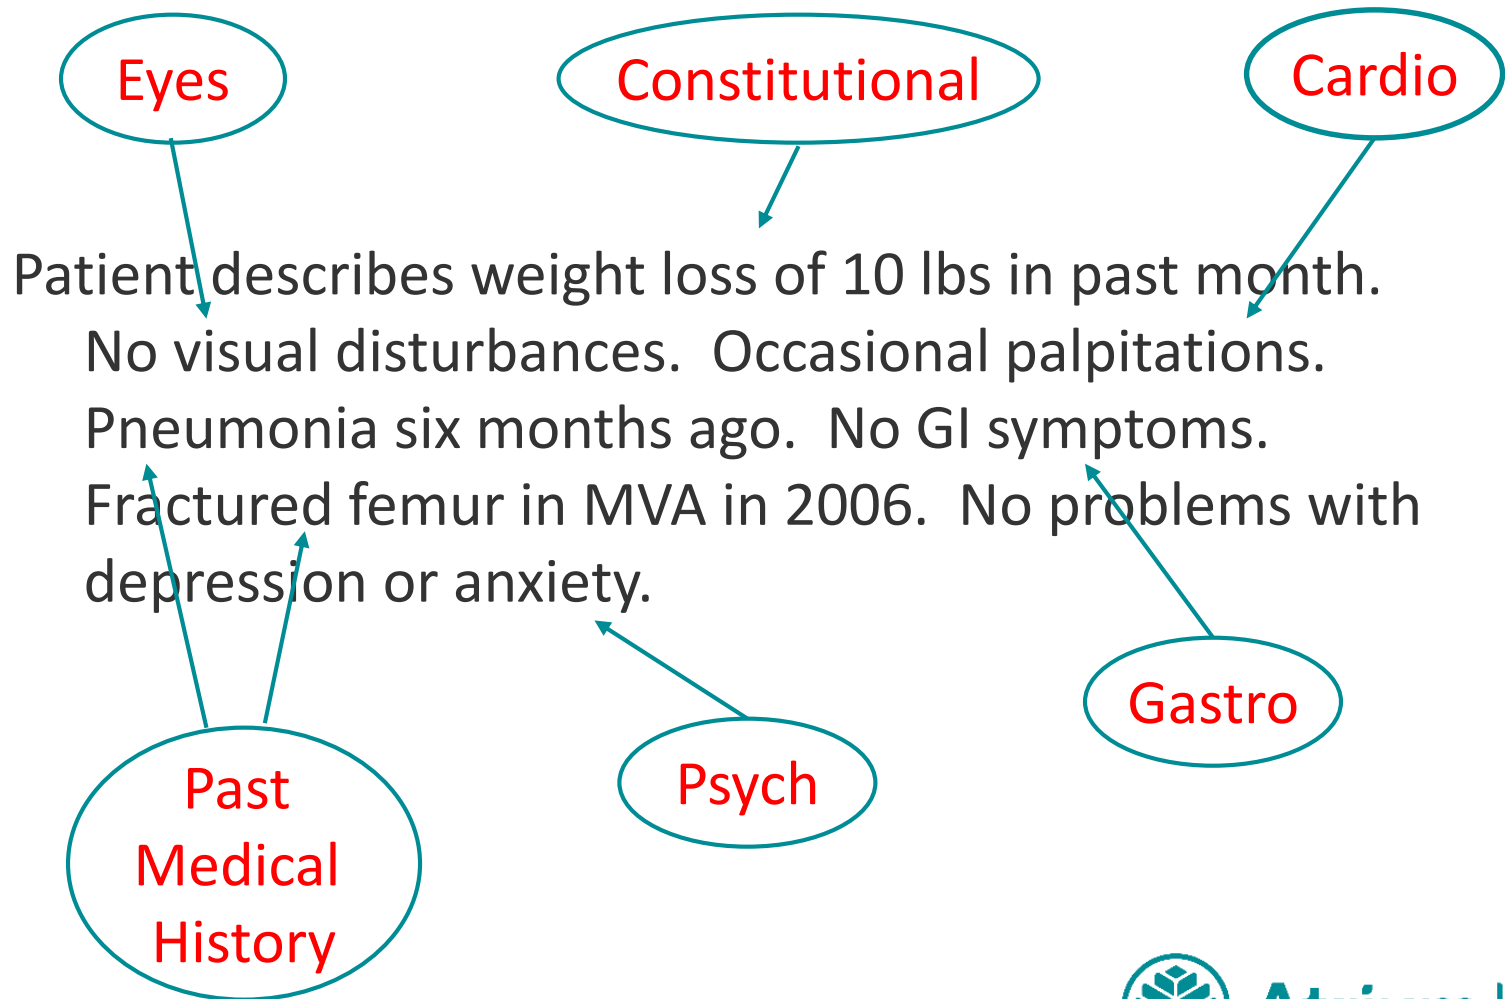 Eyes
Constitutional
Cardio
Patient describes weight loss of 10 lbs in past month.
No visual disturbances.  Occasional palpitations.
Pneumonia six months ago.  No GI symptoms.
Fractured femur in MVA in 2006.  No problems with
depression or anxiety.
Gastro
Psych
Past
Medical
History